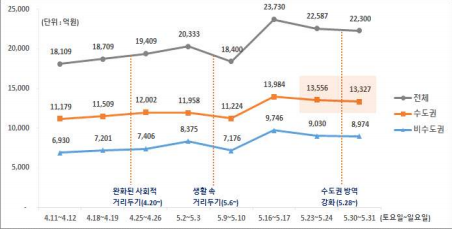 25,000
(단위 : 억원)
20,000
15,000
10,000
5,000
-
18,109 18,709 19,409 20,333 18,400 23,730 22,587 22,300
11,179 11,509 12,002 11,958 11,224 13,984 13,556 13,327
6,930 7,201 7,406 8,375 7,176 9,746 9,030 8,974
전체
수도권
비수도권
완화된 사회적
거리두기(4.20~)
생활 속
거리두기(5.6~)
수도권 방역
강화 (5.28~)
4.11~4.12 4.18~4.19 4.25~4.26 5.2~5.3 5.9~5.10 5.16~5.17 5.23~5.24 5.30~5.31 (토요일~일요일)